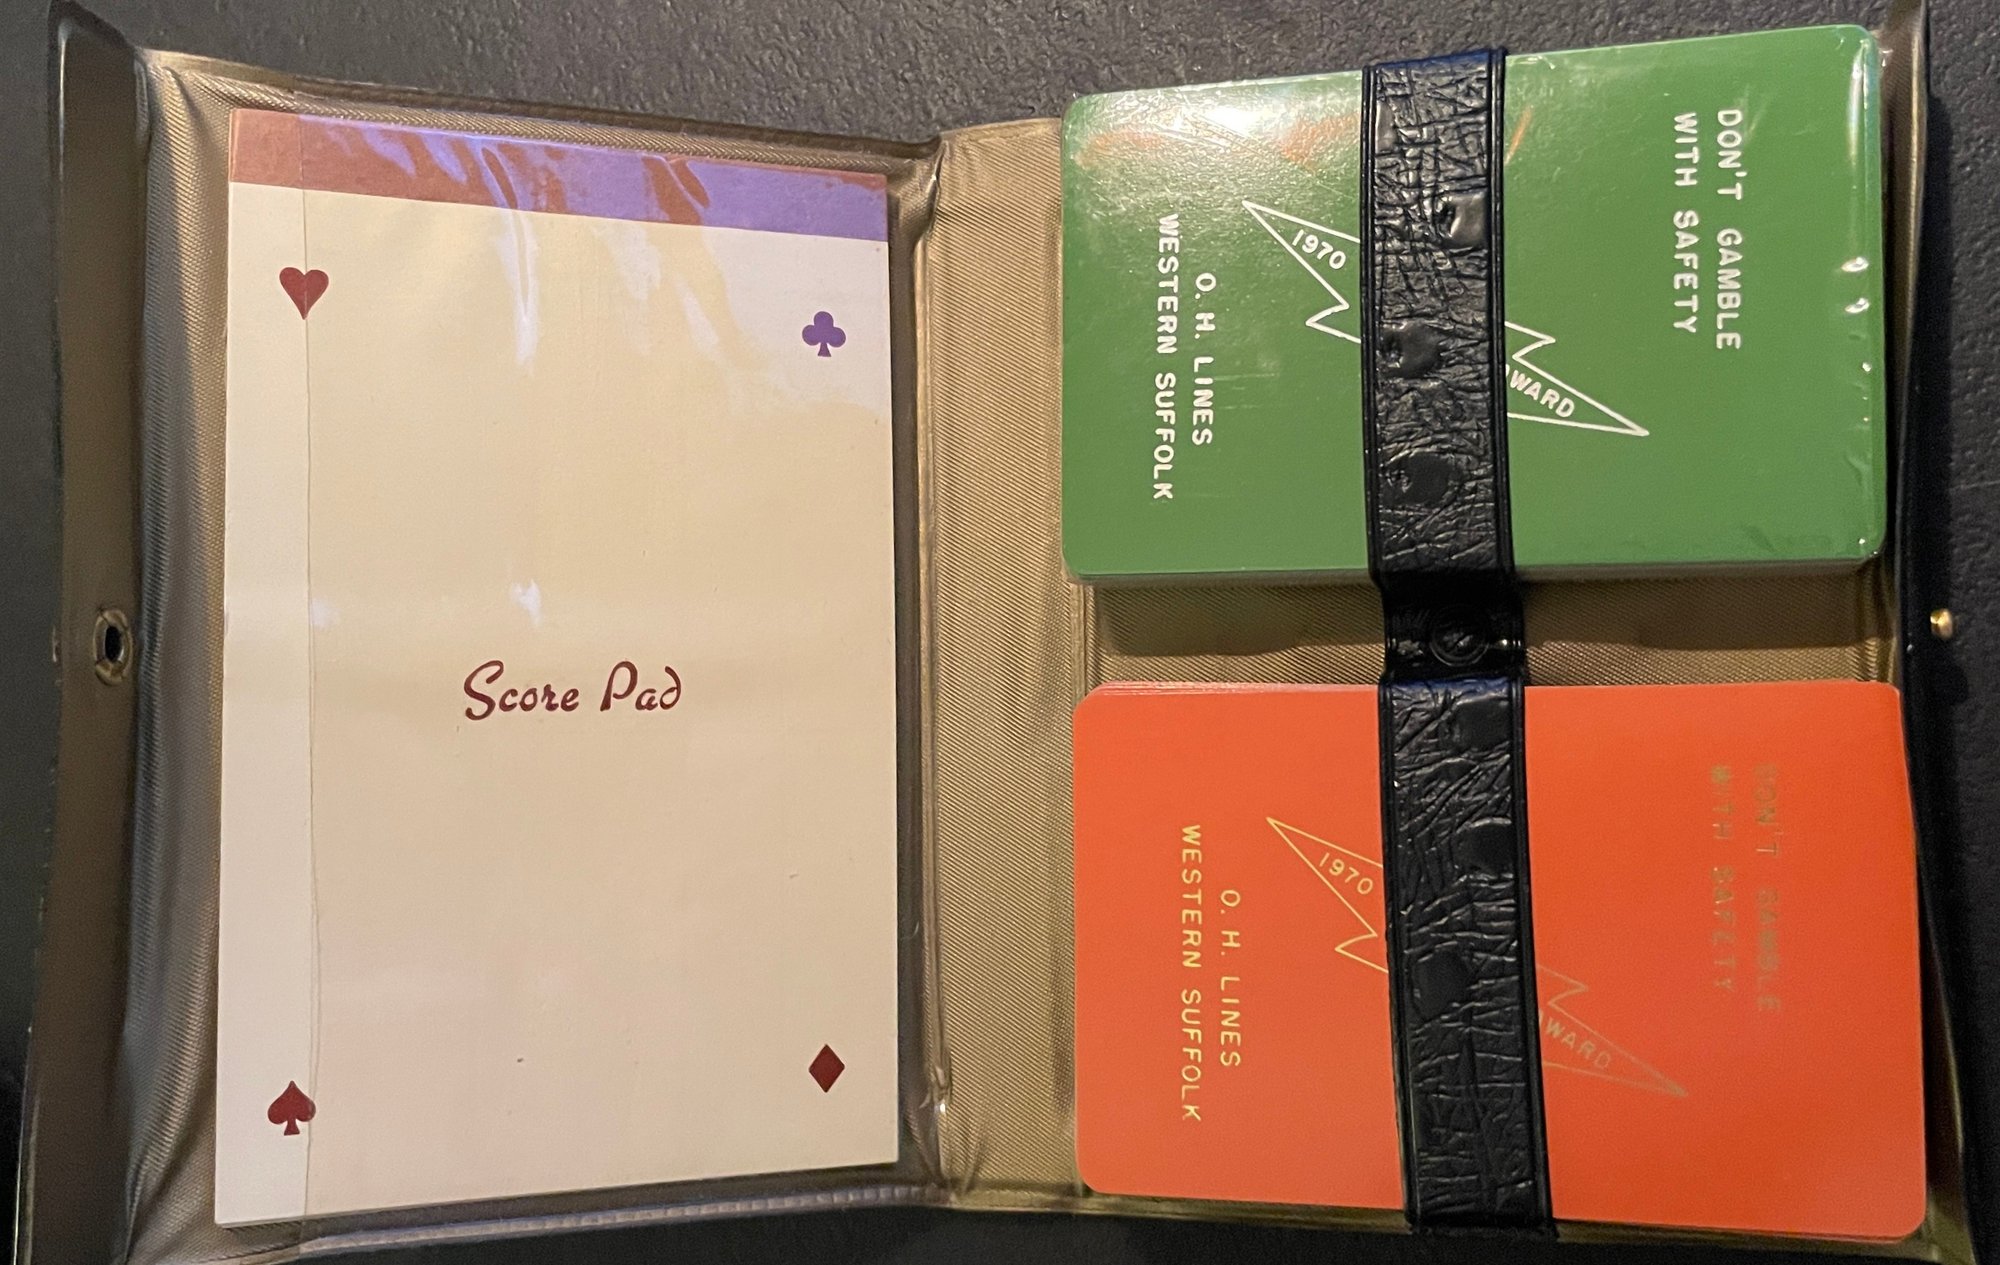 Score Pad
DON'T GAMBLE
WITH SAFETY
1970
WARD
O. H. LINES
WESTERN SUFFOLK
DON'T GAMBLE
WITH SAFETY
1970
WARD
O. H. LINES
WESTERN SUFFOLK